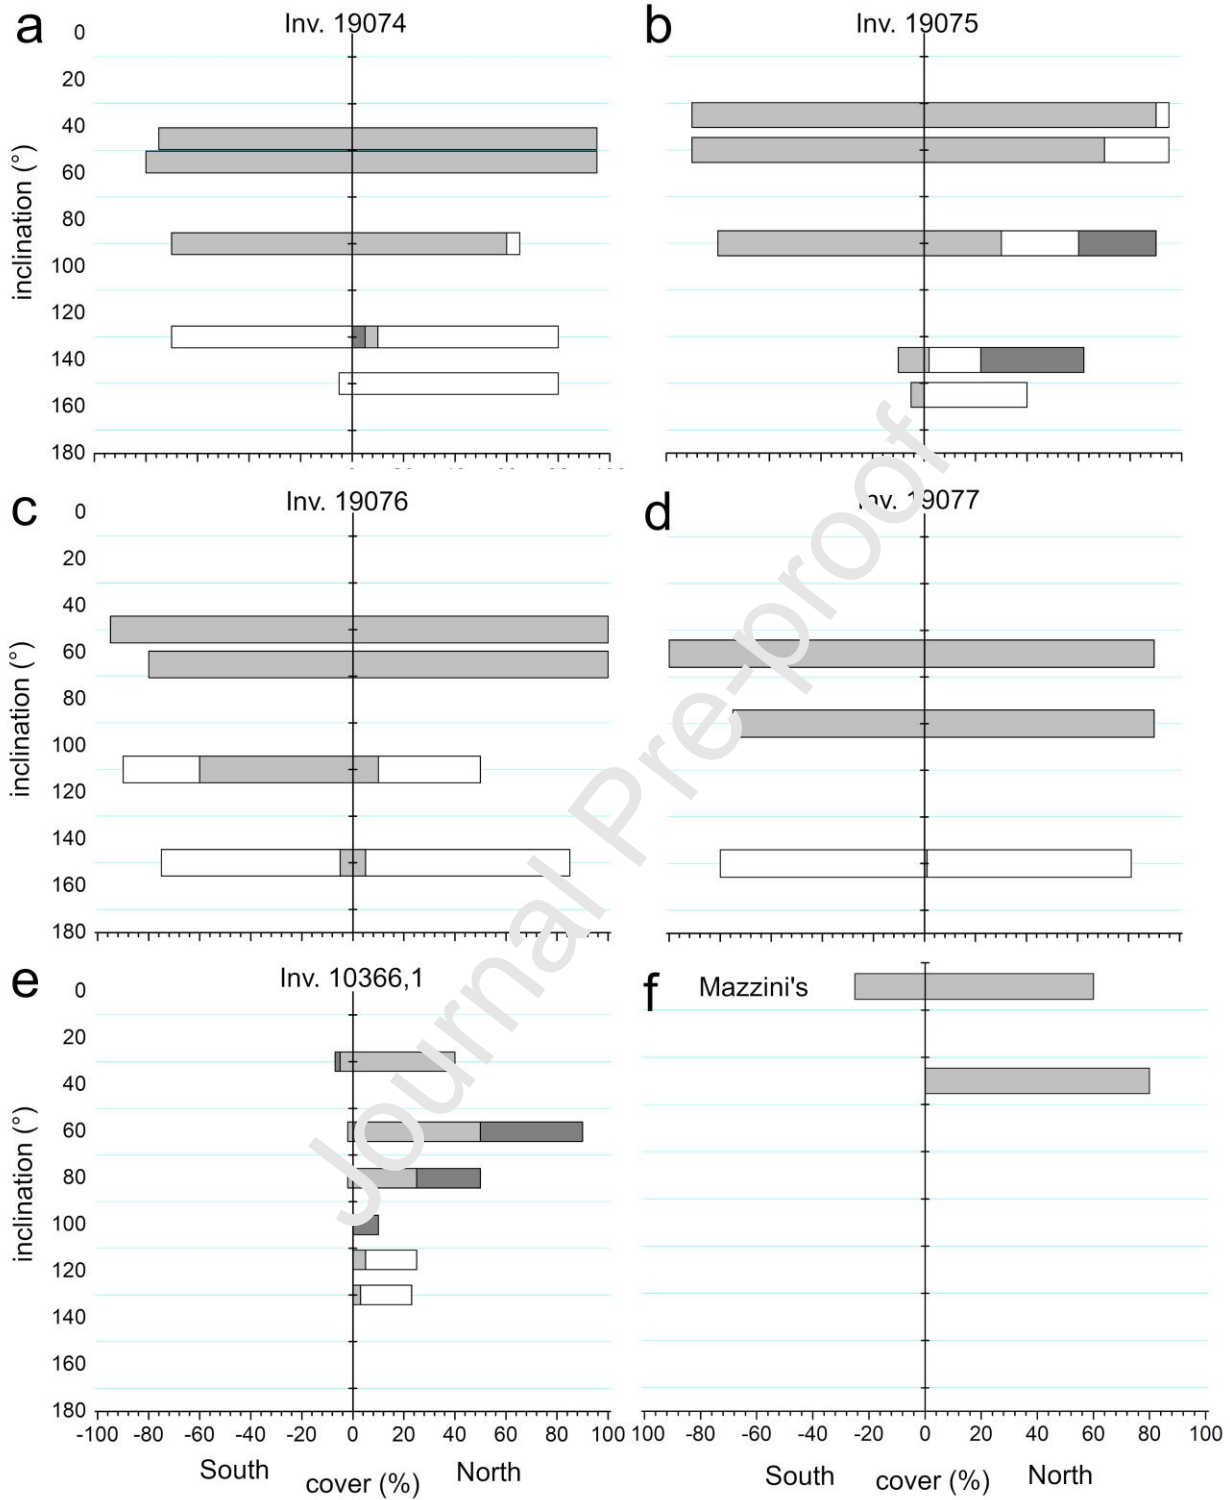 a
Inv. 19074
0
20
40
60
80
100
120
140
160
180
inclination (°)
b
Inv. 19075
c
Inv. 19076
0
20
40
60
80
100
120
140
160
180
inclination (°)
d
Inv. 19077
e
Inv. 10366,1
0
20
40
60
80
100
120
140
160
180
inclination (°)
f
Mazzini's
-100 -80 -60 -40 -20 0 20 40 60 80 100
100 -80 -60 -40 -20 0 20 40 60 80 100
South cover (%) North
South cover (%) North
Journal Pre-proof